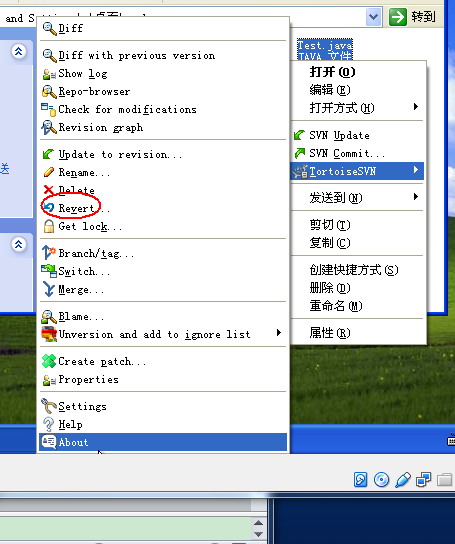 and Setti
转到
Test.java
JAVA 文件
Diff
Diff with previous version
Show log
Repo-browser
Check for modifications
Revision graph
Update to revision...
Rename...
Delete
Revert...
Get lock...
Branch/tag...
Switch...
Merge...
Blame...
Unversion and add to ignore list
Create patch...
Properties
Settings
Help
About
打开(O)
编辑(E)
打开方式(H)
SVN Update
SVN Commit...
TortoiseSVN
发送到(N)
剪切(T)
复制(C)
创建快捷方式(S)
删除(D)
重命名(M)
属性(R)
关